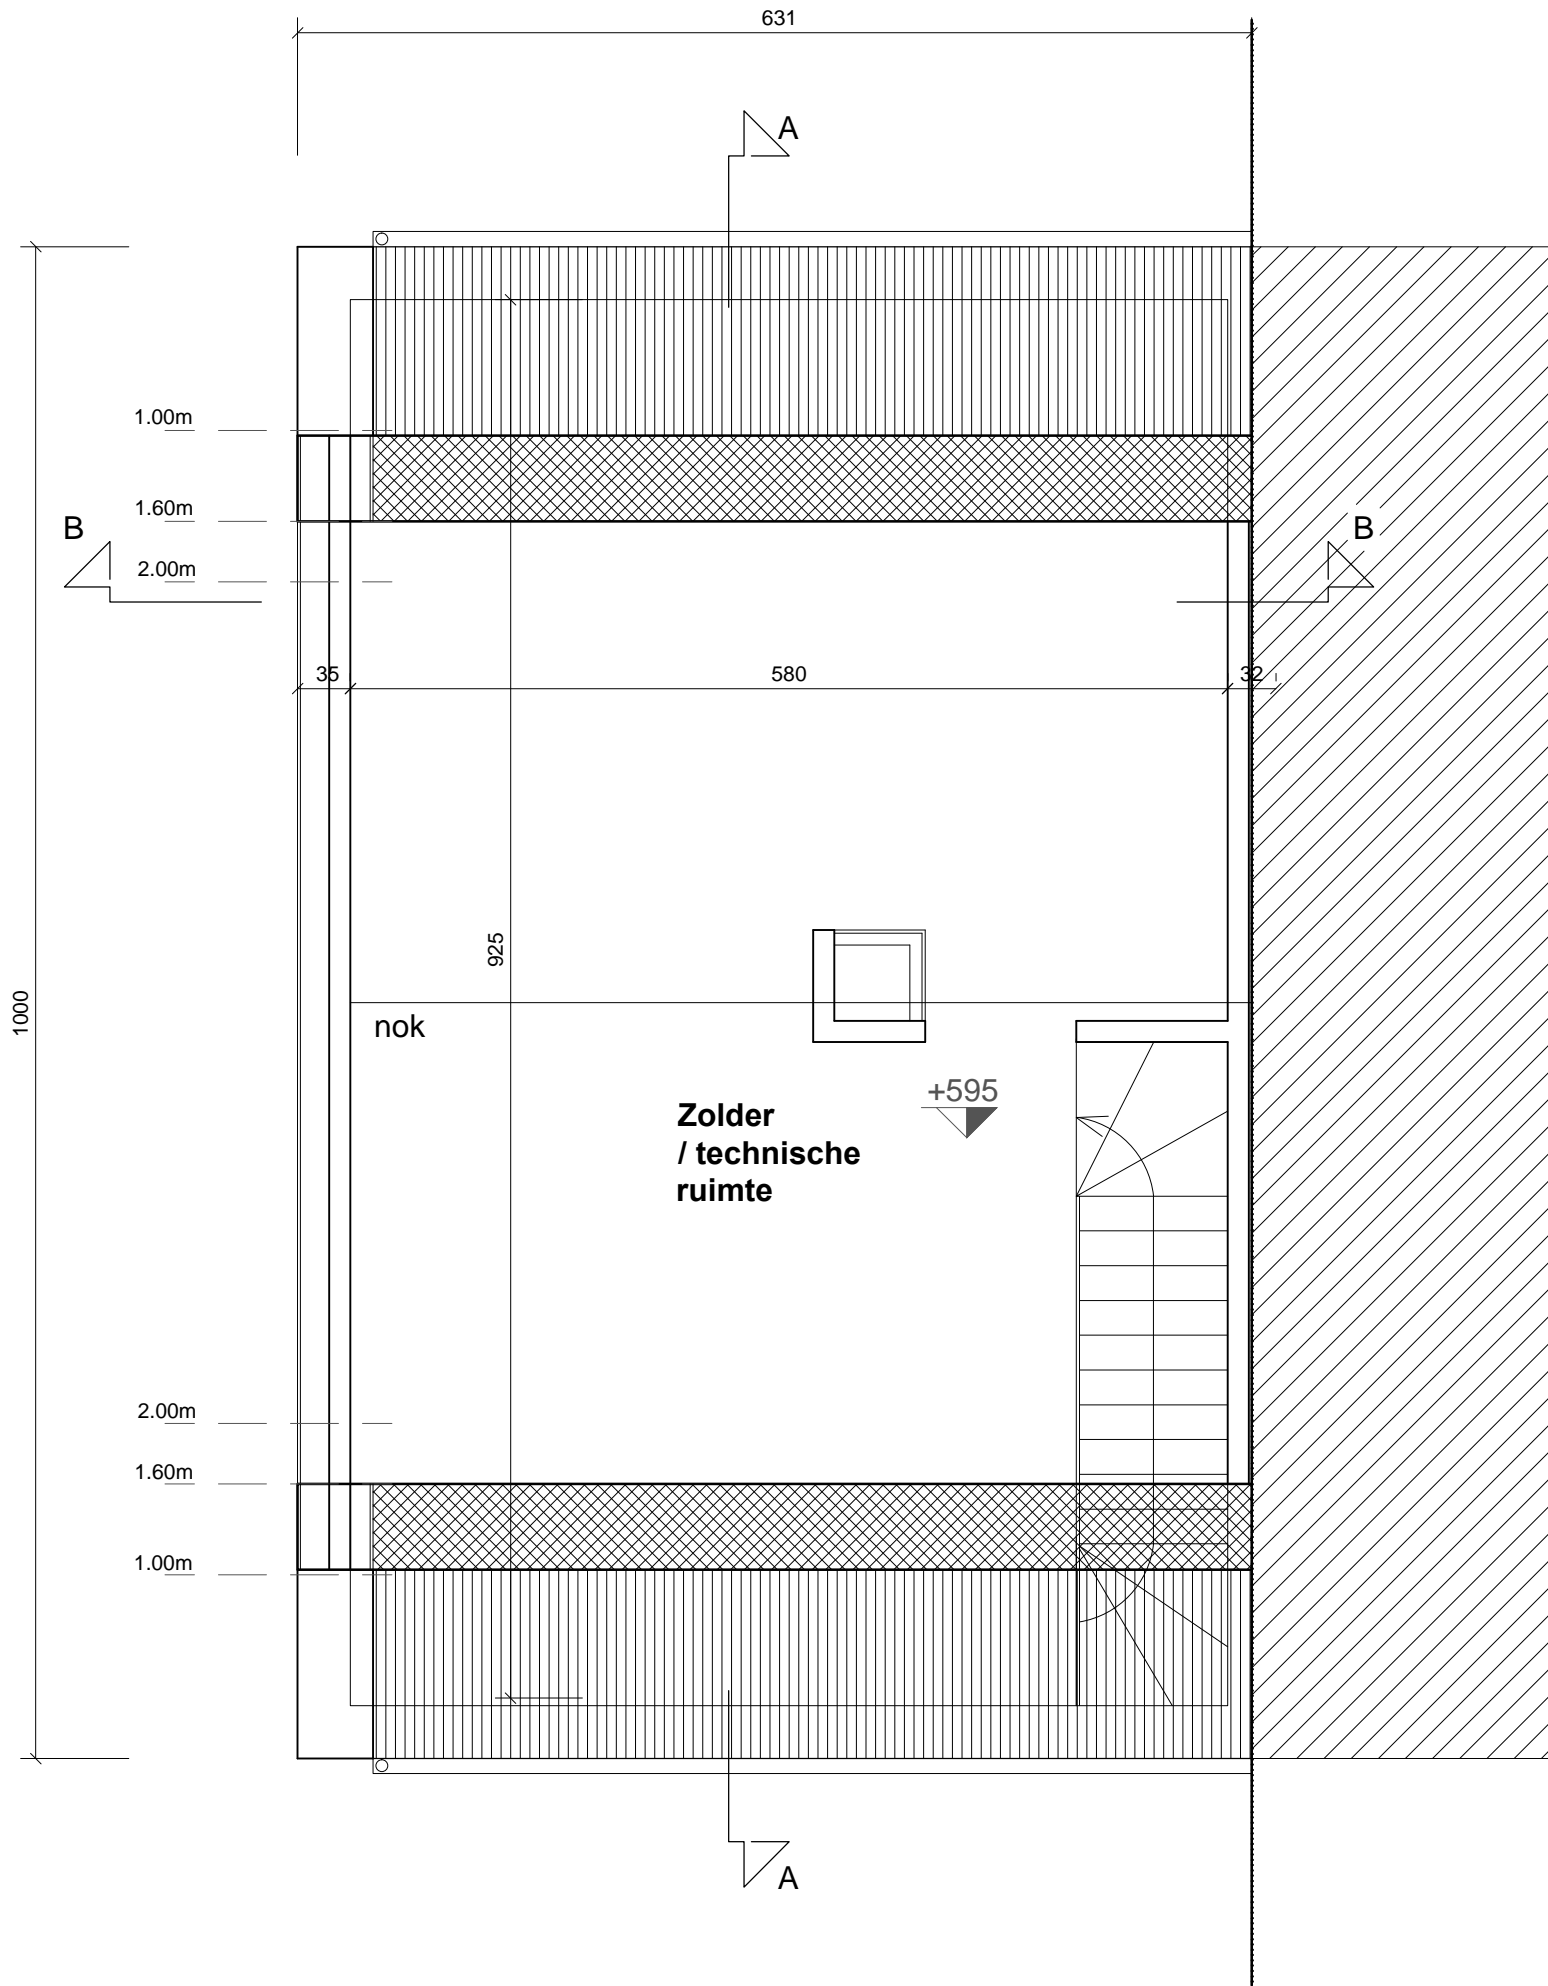 631
A
1.00m
1.60m
B
B
2.00m
35
580
32
925
1000
nok
+595
Zolder
/ technische
ruimte
2.00m
1.60m
1.00m
A